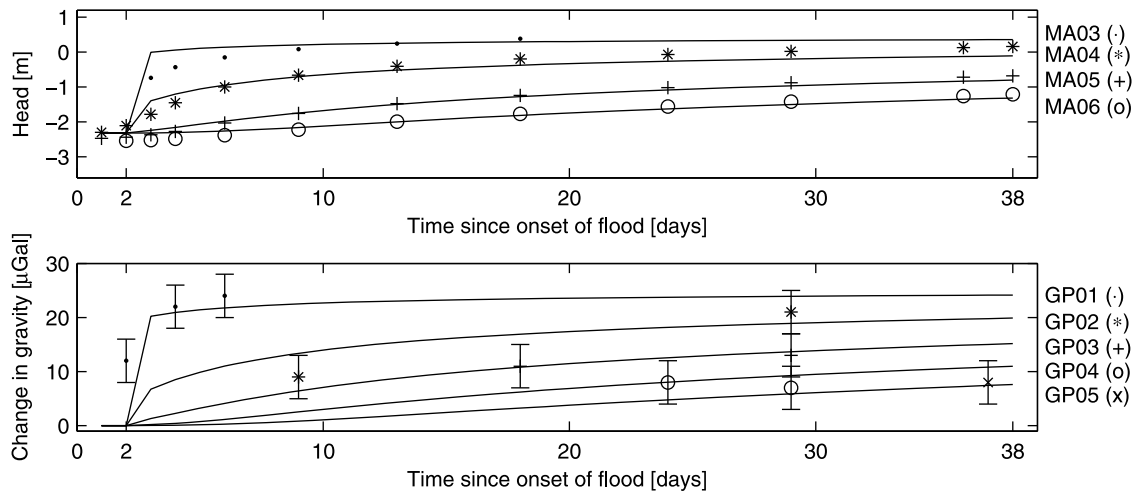 1
0
−1
−2
−3
Head [m]
MA03 (·)
MA04 (*)
MA05 (+)
MA06 (o)
0 2 10 20 30 38
Time since onset of flood [days]
30
20
10
0
Change in gravity [µGal]
GP01 (·)
GP02 (*)
GP03 (+)
GP04 (o)
GP05 (x)
0 2 10 20 30 38
Time since onset of flood [days]